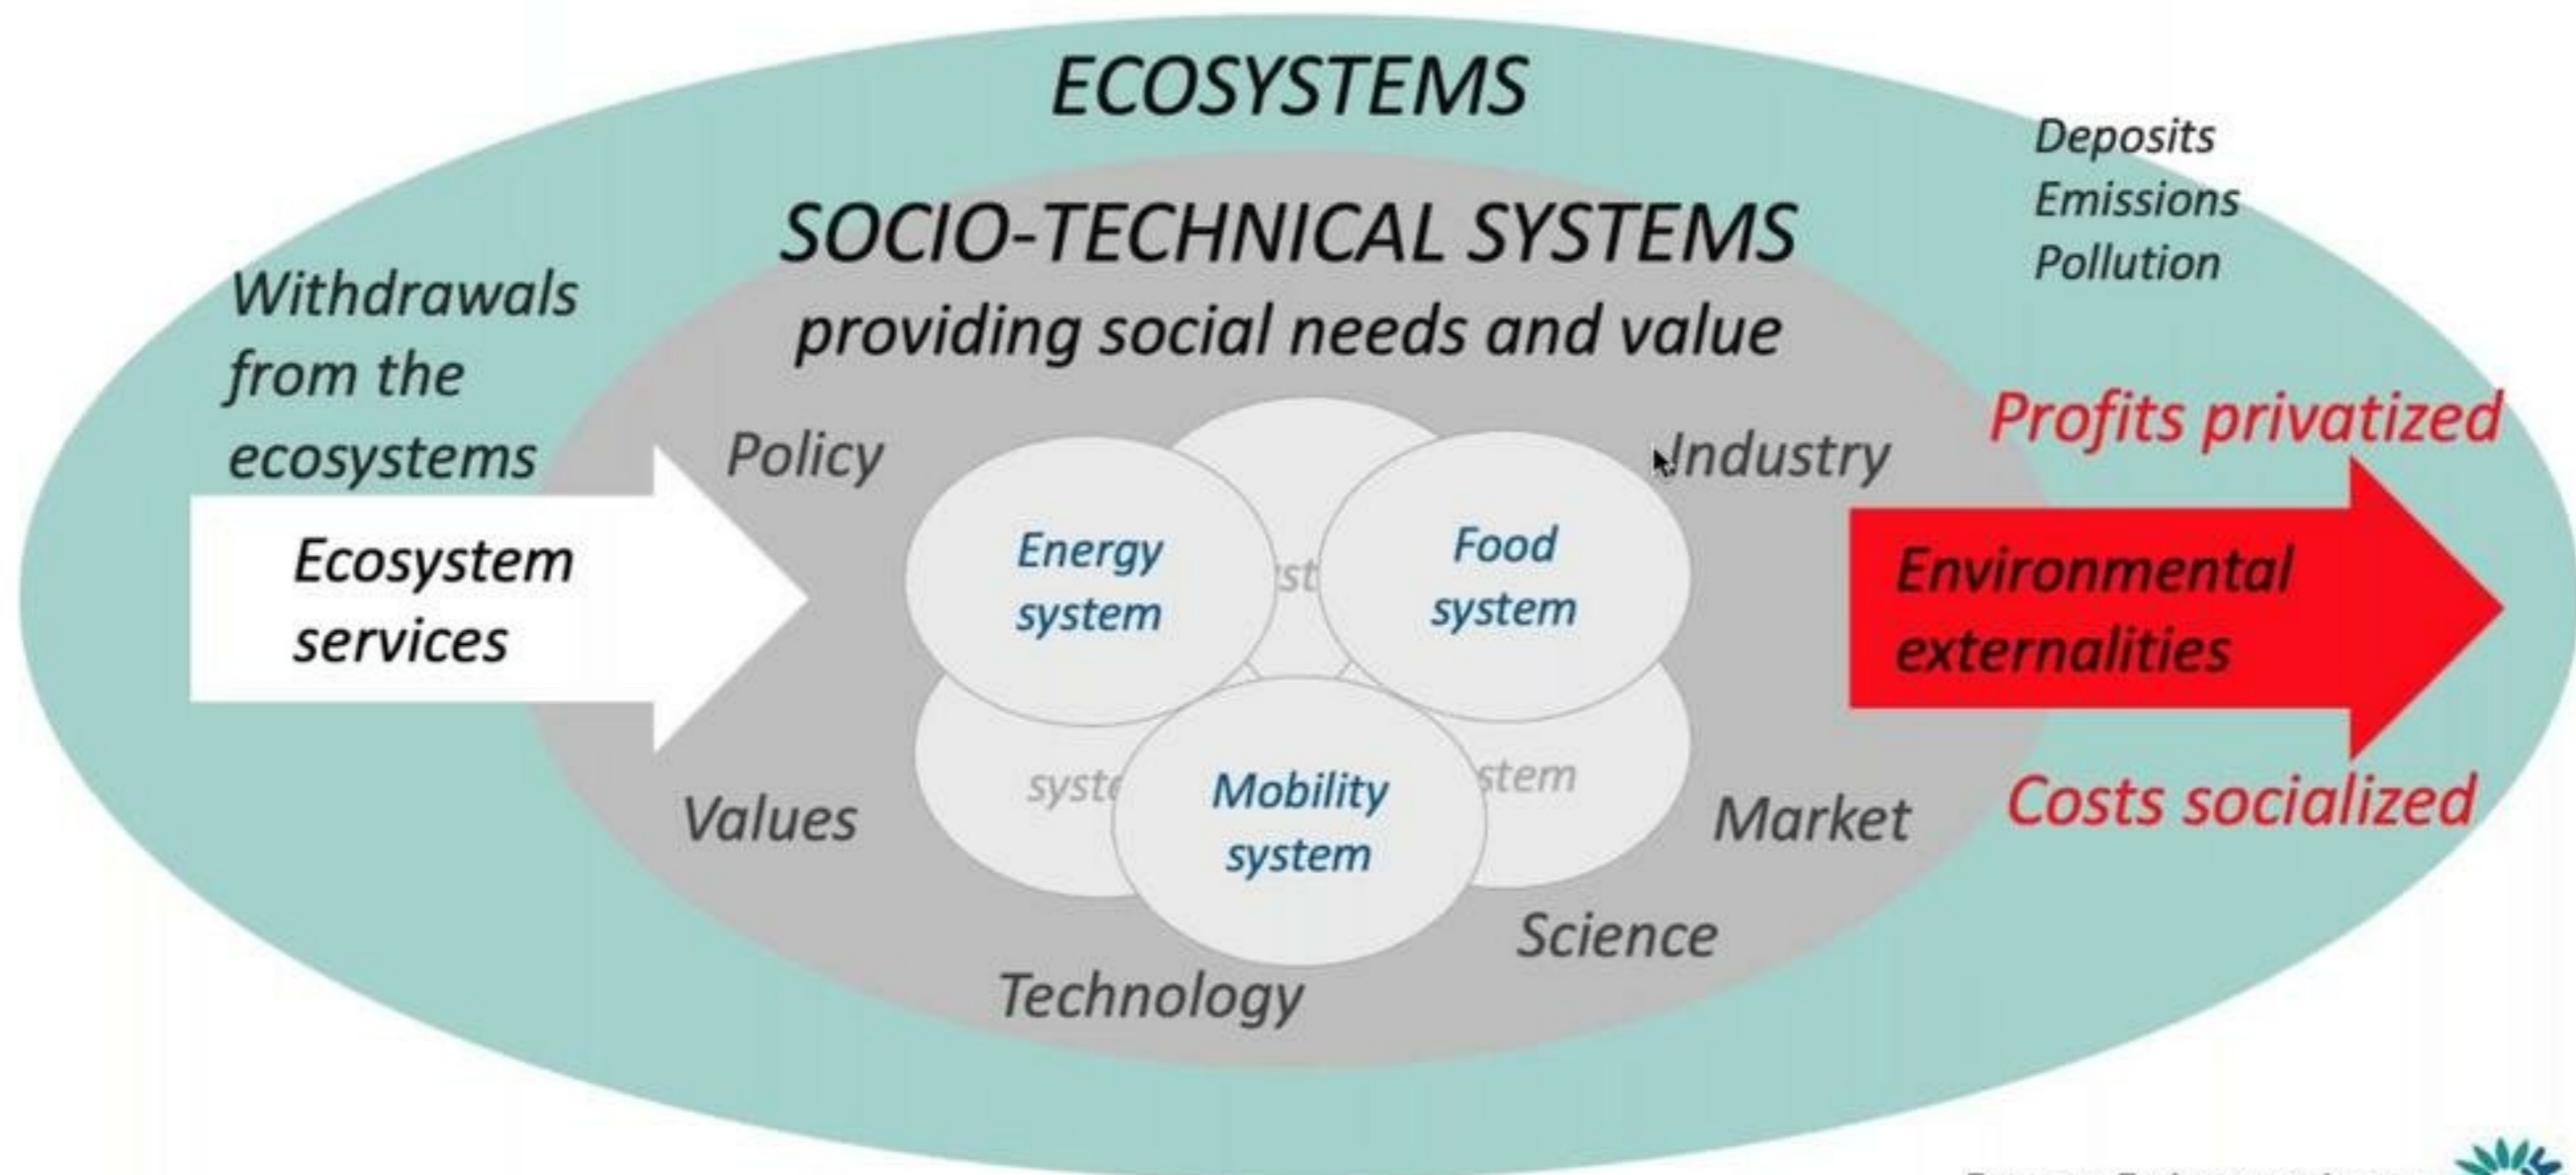 ECOSYSTEMS
Deposits
Emissions
Pollution
SOCIO-TECHNICAL SYSTEMS
providing social needs and value
Withdrawals
from the
ecosystems
Policy
Industry
Profits privatized
Ecosystem
services
Energy
system
Food
system
Environmental
externalities
Values
Mobility
system
Market
Costs socialized
Science
Technology